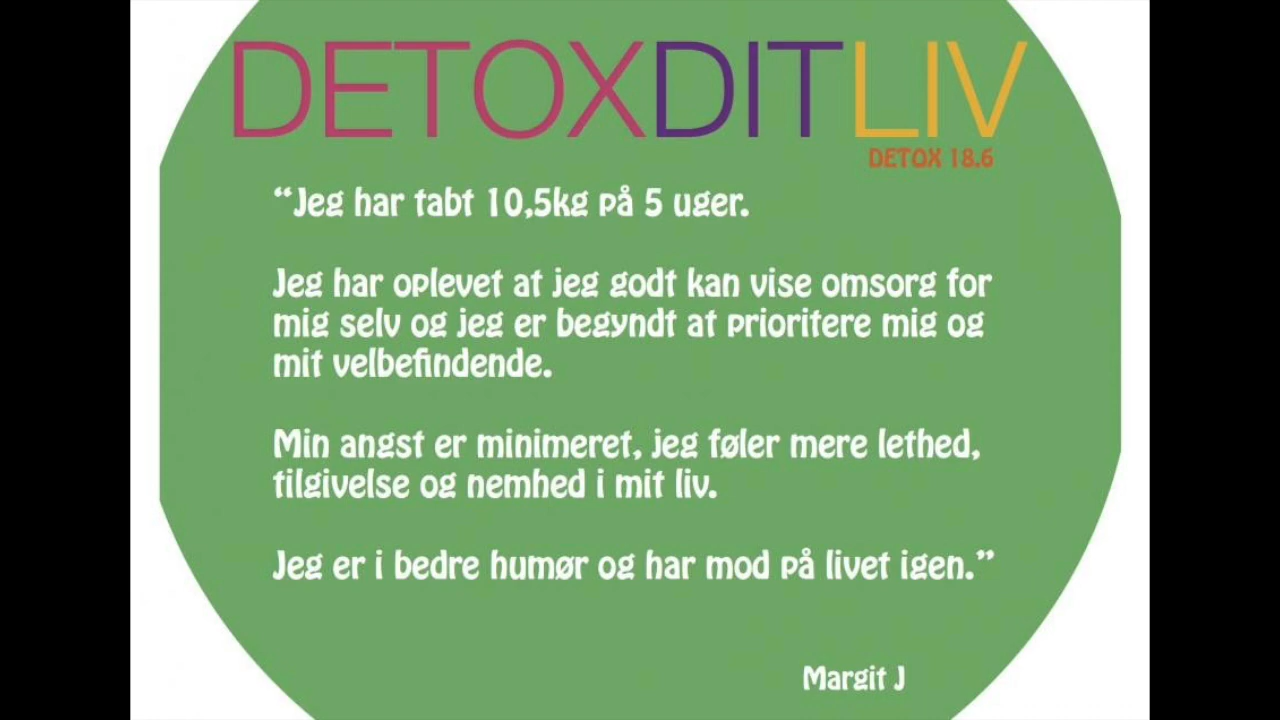 DETOXDITLIV
DETOX 18.6
“Jeg har tabt 10,5kg på 5 uger.
Jeg har oplevet at jeg godt kan vise omsorg for
mig selv og jeg er begyndt at prioritere mig og
mit velbefindende.
Min angst er minimeret, jeg føler mere lethed,
tilgivelse og nemhed i mit liv.
Jeg er i bedre humør og har mod på livet igen.”
Margit J